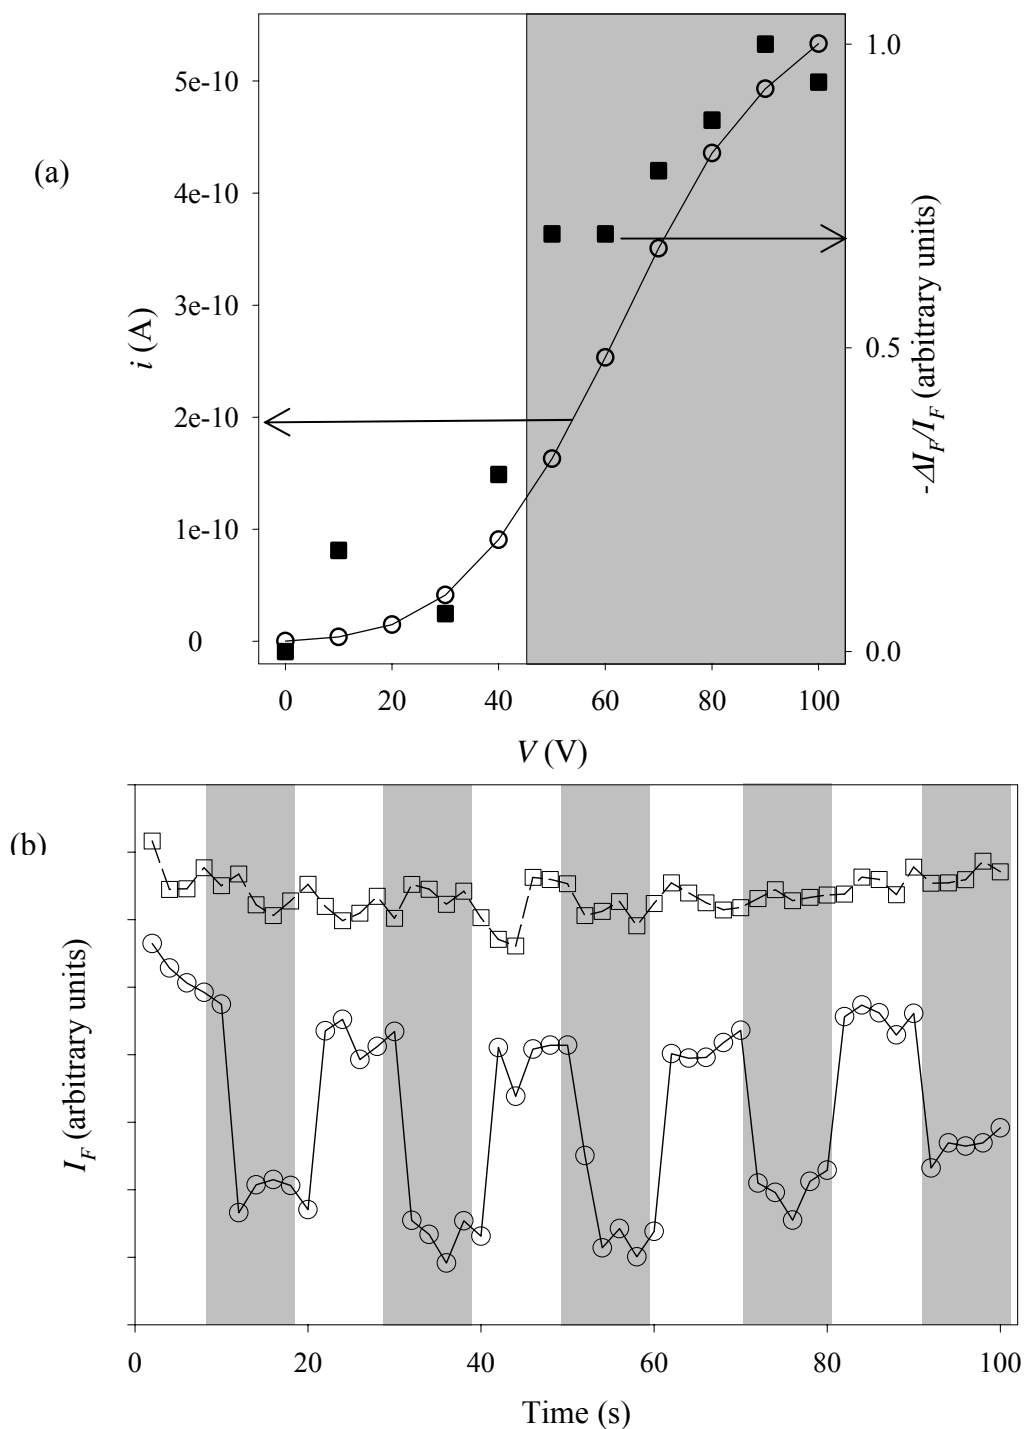 (a)
i (A)
5e-10
4e-10
3e-10
2e-10
1e-10
0
1.0
0.5
0.0
-ΔI_F/I_F (arbitrary units)
0 20 40 60 80 100
V (V)
(b)
I_F (arbitrary units)
0 20 40 60 80 100
Time (s)